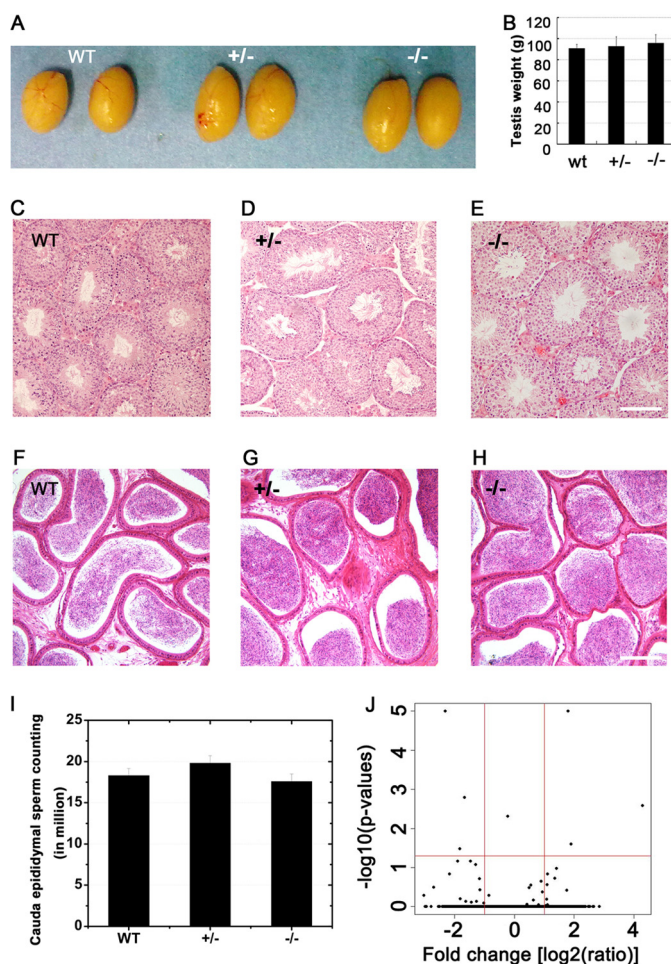 A
WT
+/-
-/-
B
Testis weight (g)
120
100
80
60
40
20
0
wt
+/-
-/-
C
WT
D
+/-
E
-/-
F
WT
G
+/-
H
-/-
I
Cauda epididymal sperm counting
(in million)
25
20
15
10
5
0
WT
+/-
-/-
J
-log10(p-values)
5
4
3
2
1
0
-2
0
2
4
Fold change [log2(ratio)]